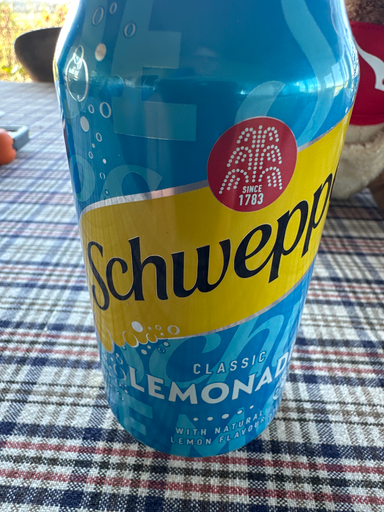 SINCE
1783
Schwepp
CLASSIC
LEMONAD
WITH NATURAL
LEMON FLAVOU